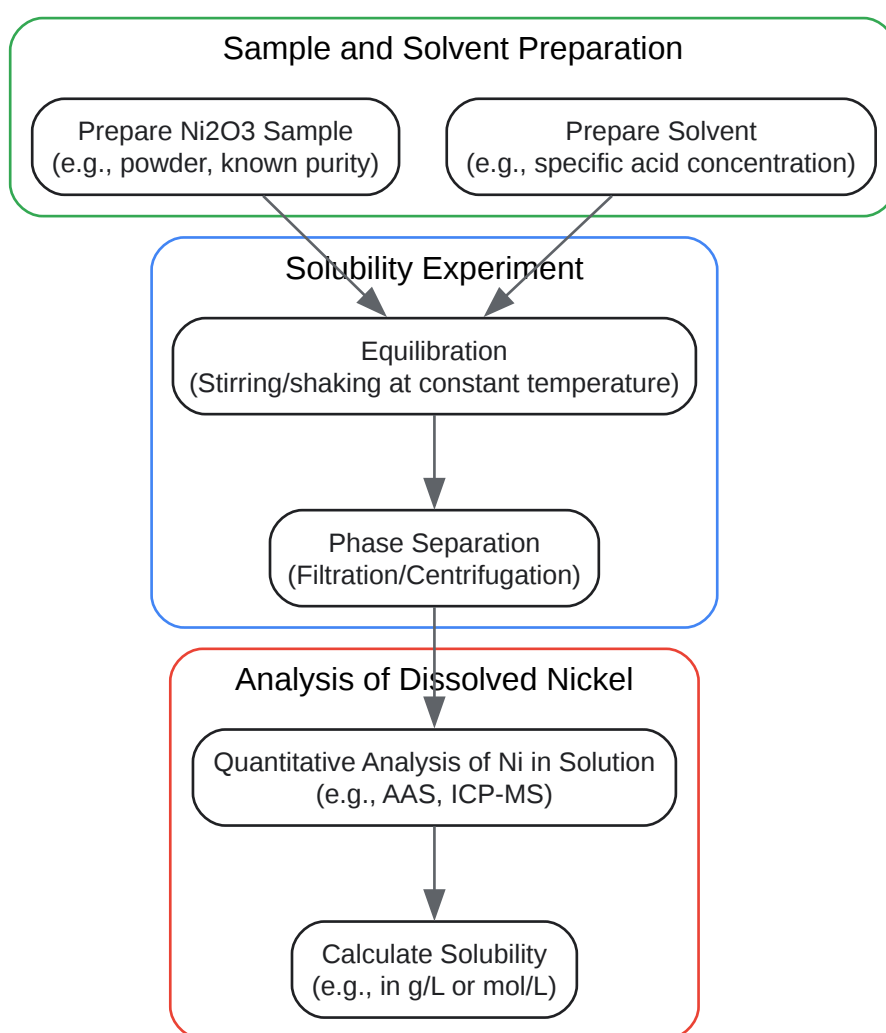 Sample and Solvent Preparation
Prepare Ni2O3 Sample
(e.g., powder, known purity)
Prepare Solvent
(e.g., specific acid concentration)
Solubility Experiment
Equilibration
(Stirring/shaking at constant temperature)
Phase Separation
(Filtration/Centrifugation)
Analysis of Dissolved Nickel
Quantitative Analysis of Ni in Solution
(e.g., AAS, ICP-MS)
Calculate Solubility
(e.g., in g/L or mol/L)